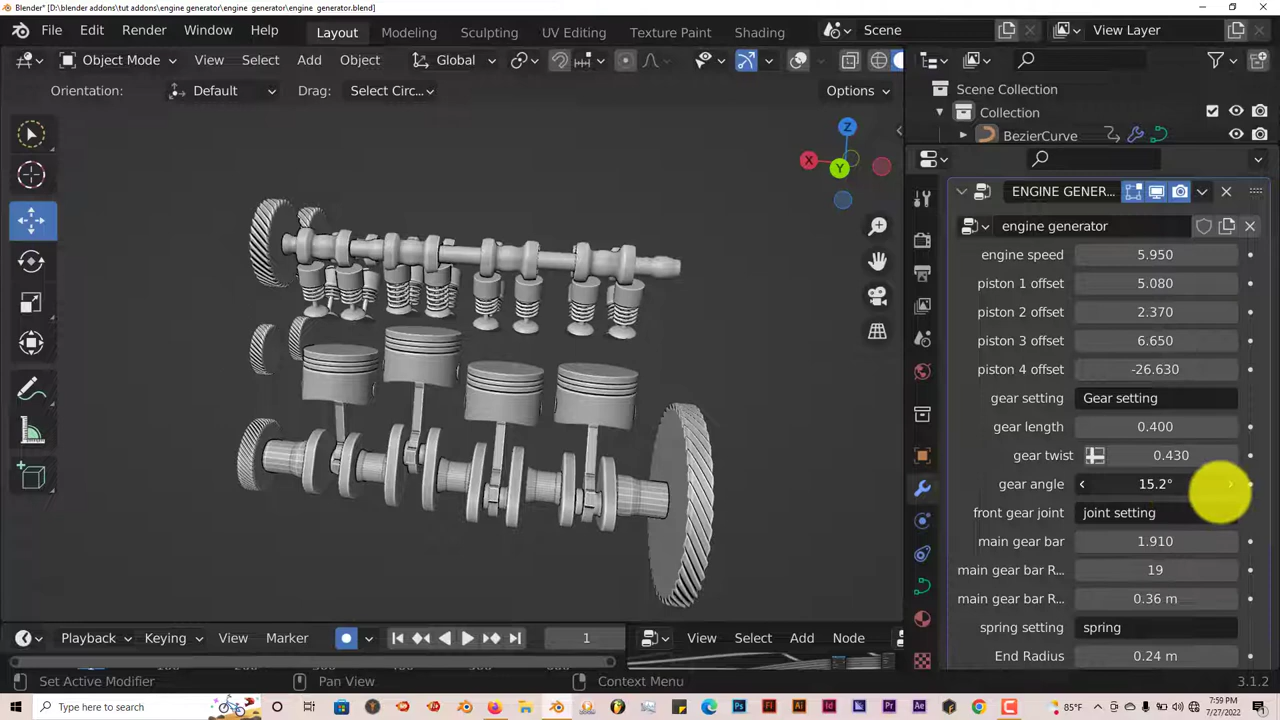 Blender* [D:\blender addons\tut addons\engine generator\engine generator\engine generator.blend]
File Edit Render Window Help Layout Modeling Sculpting UV Editing Texture Paint Shading Scene View Layer
Object Mode View Select Add Object Global
Orientation: Default Drag: Select Circ... Options
Scene Collection
Collection
BezierCurve
X Y Z
ENGINE GENER...
engine generator
engine speed 5.950
piston 1 offset 5.080
piston 2 offset 2.370
piston 3 offset 6.650
piston 4 offset -26.630
gear setting Gear setting
gear length 0.400
gear twist 0.430
gear angle 15.2°
front gear joint joint setting
main gear bar 1.910
main gear bar R... 19
main gear bar R... 0.36 m
spring setting spring
End Radius 0.24 m
Playback Keying View Marker 1 View Select Add Node
Set Active Modifier Pan View Context Menu 3.1.2
Type here to search 85°F 7:59 PM
7/27/2022